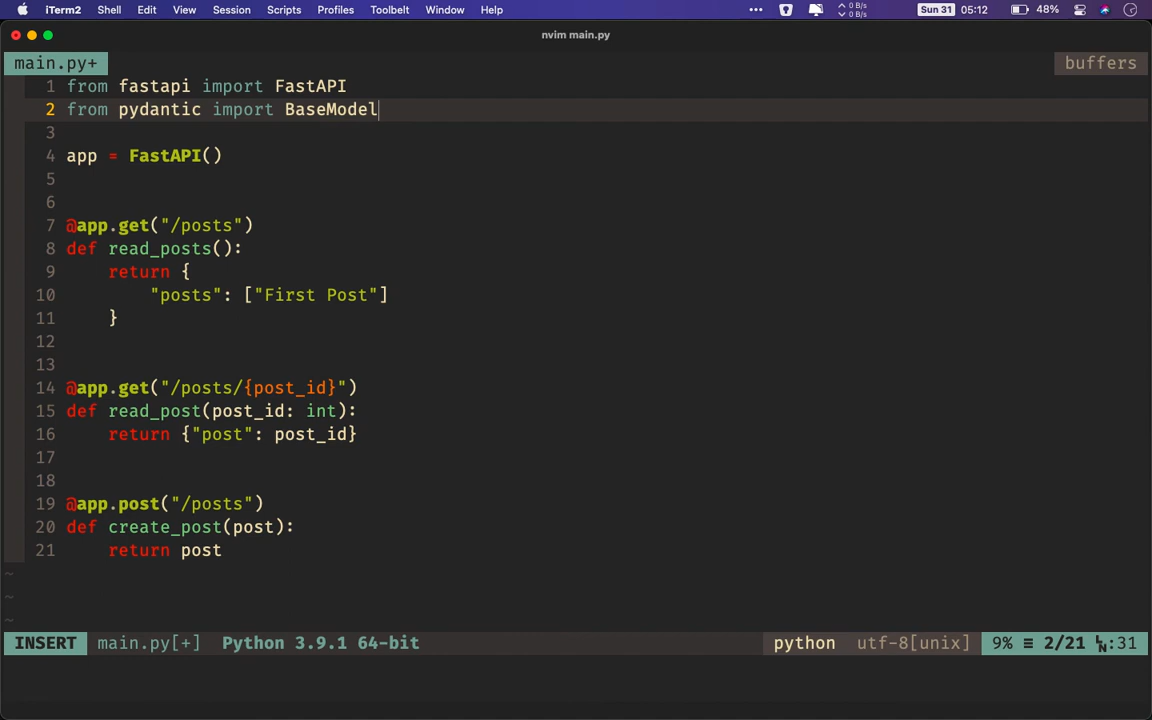 iTerm2 Shell Edit View Session Scripts Profiles Toolbelt Window Help ••• 0 B/s 0 B/s Sun 31 05:12 48%
nvim main.py
main.py+ buffers
1 from fastapi import FastAPI
2 from pydantic import BaseModel
3
4 app = FastAPI()
5
6
7 @app.get("/posts")
8 def read_posts():
9     return {
10         "posts": ["First Post"]
11     }
12
13
14 @app.get("/posts/{post_id}")
15 def read_post(post_id: int):
16     return {"post": post_id}
17
18
19 @app.post("/posts")
20 def create_post(post):
21     return post
~
~
~
INSERT main.py[+] Python 3.9.1 64-bit python utf-8[unix] 9% ≡ 2/21 LN:31